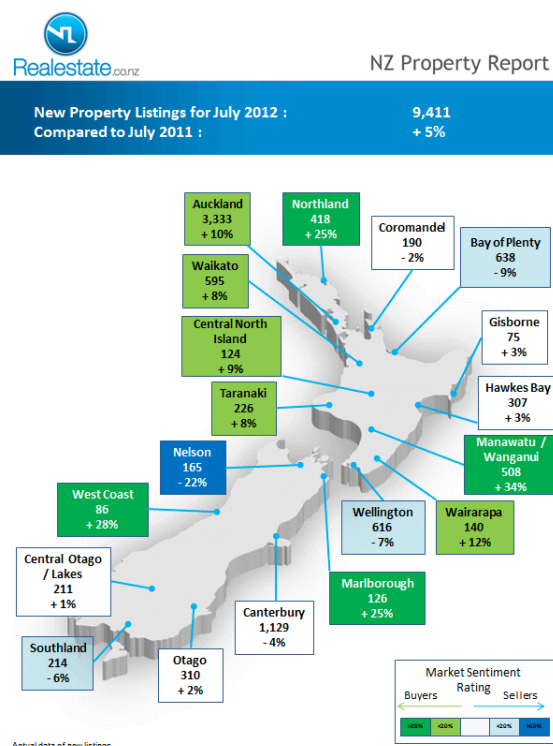 Realestate.co.nz
NZ Property Report
New Property Listings for July 2012 : 9,411
Compared to July 2011 : + 5%
Auckland
3,333
+ 10%
Northland
418
+ 25%
Coromandel
190
- 2%
Bay of Plenty
638
- 9%
Waikato
595
+ 8%
Gisborne
75
+ 3%
Central North
Island
124
+ 9%
Hawkes Bay
307
+ 3%
Taranaki
226
+ 8%
Manawatu /
Wanganui
508
+ 34%
Nelson
165
- 22%
West Coast
86
+ 28%
Wellington
616
- 7%
Wairarapa
140
+ 12%
Central Otago
/ Lakes
211
+ 1%
Marlborough
126
+ 25%
Canterbury
1,129
- 4%
Southland
214
- 6%
Otago
310
+ 2%
Market Sentiment
Rating
Buyers Sellers
>20% <20% <20% >20%
Actual data of new listings